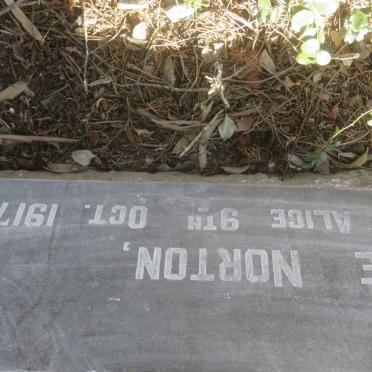 E NORTON,
ALICE 9TH OCT. 1917